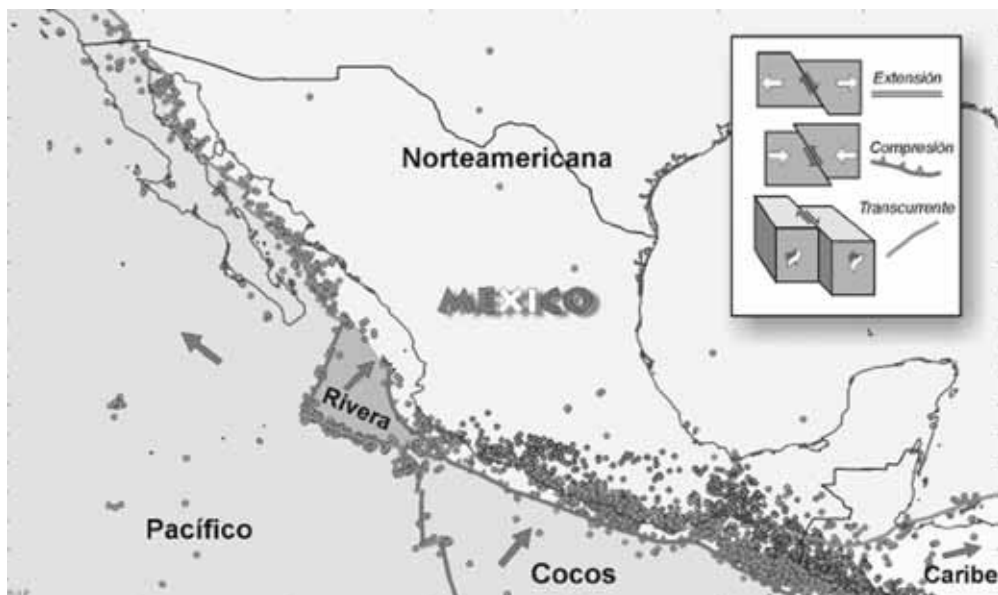 Extensión
Compresión
Transcurrente
Norteamericana
MEXICO
Rivera
Pacífico
Cocos
Caribe